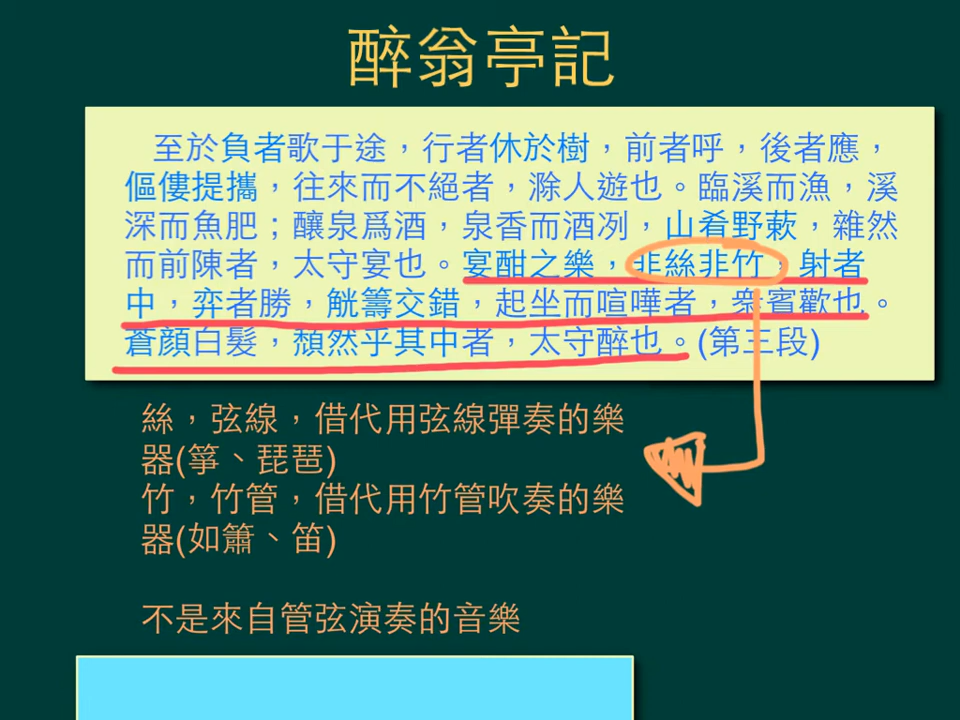 醉翁亭記
至於負者歌于途，行者休於樹，前者呼，後者應，
傴僂提攜，往來而不絕者，滁人遊也。臨溪而漁，溪
深而魚肥；釀泉爲酒，泉香而酒冽，山肴野蔌，雜然
而前陳者，太守宴也。宴酣之樂，非絲非竹，射者
中，弈者勝，觥籌交錯，起坐而喧嘩者，衆賓歡也。
蒼顏白髮，頹然乎其中者，太守醉也。(第三段)
絲，弦線，借代用弦線彈奏的樂
器(箏、琵琶)
竹，竹管，借代用竹管吹奏的樂
器(如簫、笛)
不是來自管弦演奏的音樂